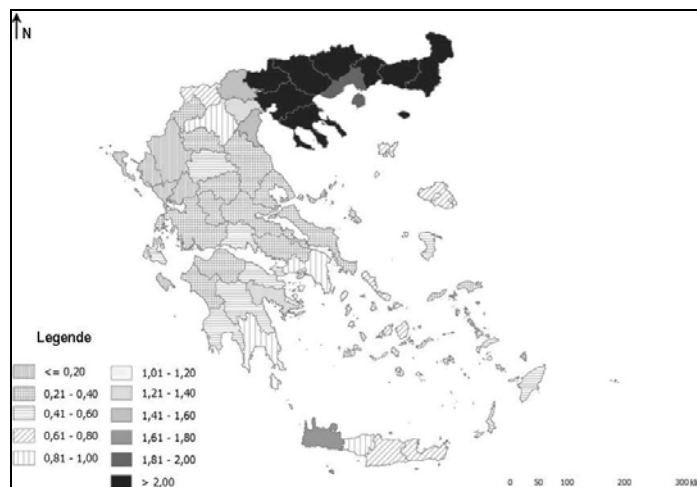 N
Legende
<= 0,20
0,21 - 0,40
0,41 - 0,60
0,61 - 0,80
0,81 - 1,00
1,01 - 1,20
1,21 - 1,40
1,41 - 1,60
1,61 - 1,80
1,81 - 2,00
> 2,00
0 50 100 200 300 km